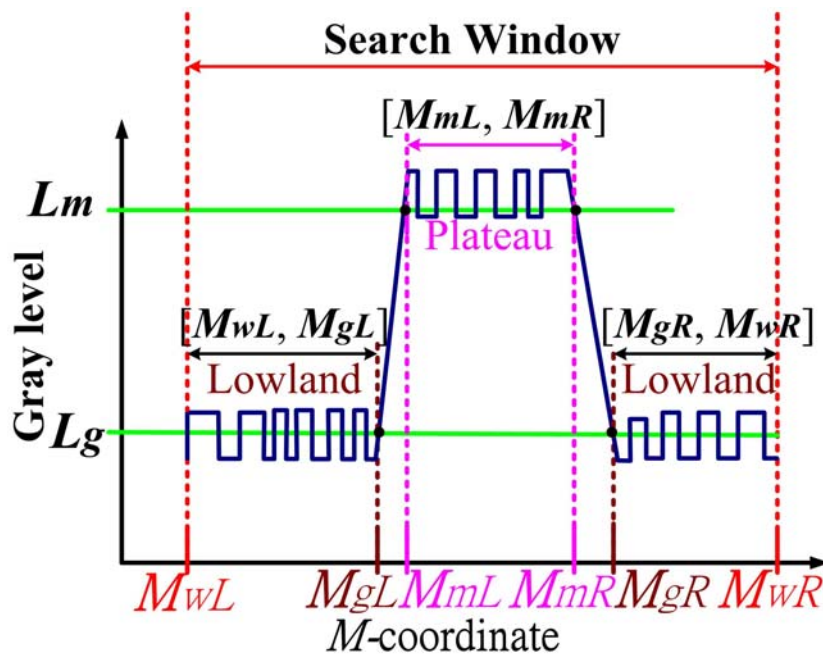 Search Window
[MmL, MmR]
Lm
Plateau
[MwL, MgL]
[MgR, MwR]
Lowland
Lowland
Gray level
Lg
MwL MgL MmL MmR MgR MwR
M-coordinate